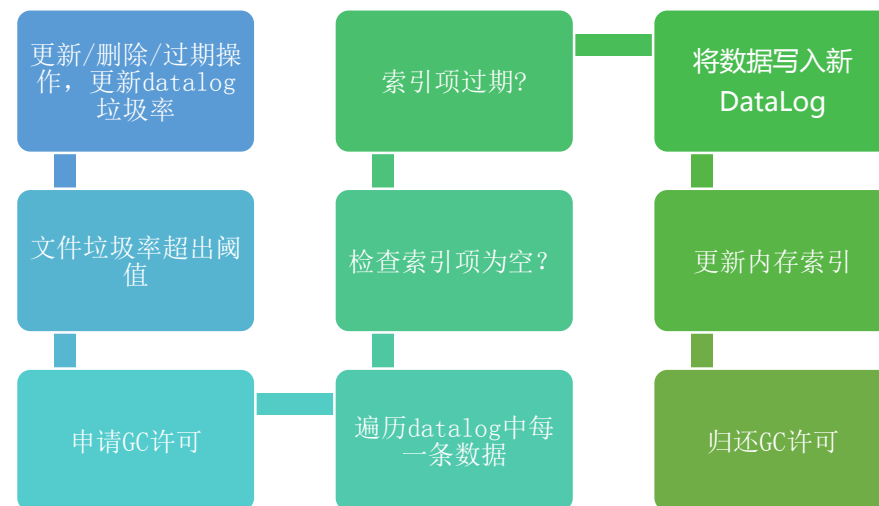 更新/删除/过期操
作，更新datalog
垃圾率
文件垃圾率超出阈
值
申请GC许可
遍历datalog中每
一条数据
检查索引项为空？
索引项过期?
将数据写入新
DataLog
更新内存索引
归还GC许可